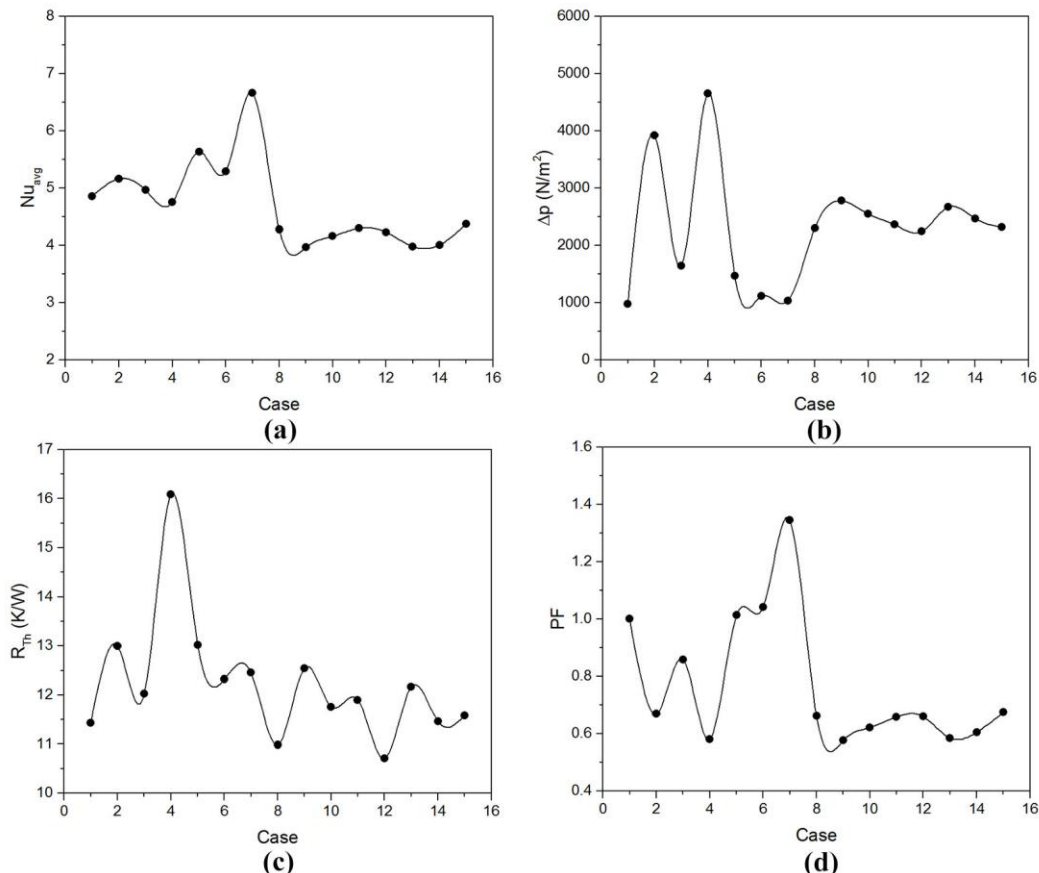 8
7
6
5
4
3
2
Nu_avg
0 2 4 6 8 10 12 14 16
Case
(a)
6000
5000
4000
3000
2000
1000
0
Δp (N/m²)
0 2 4 6 8 10 12 14 16
Case
(b)
17
16
15
14
13
12
11
10
R_Th (K/W)
0 2 4 6 8 10 12 14 16
Case
(c)
1.6
1.4
1.2
1.0
0.8
0.6
0.4
PF
0 2 4 6 8 10 12 14 16
Case
(d)